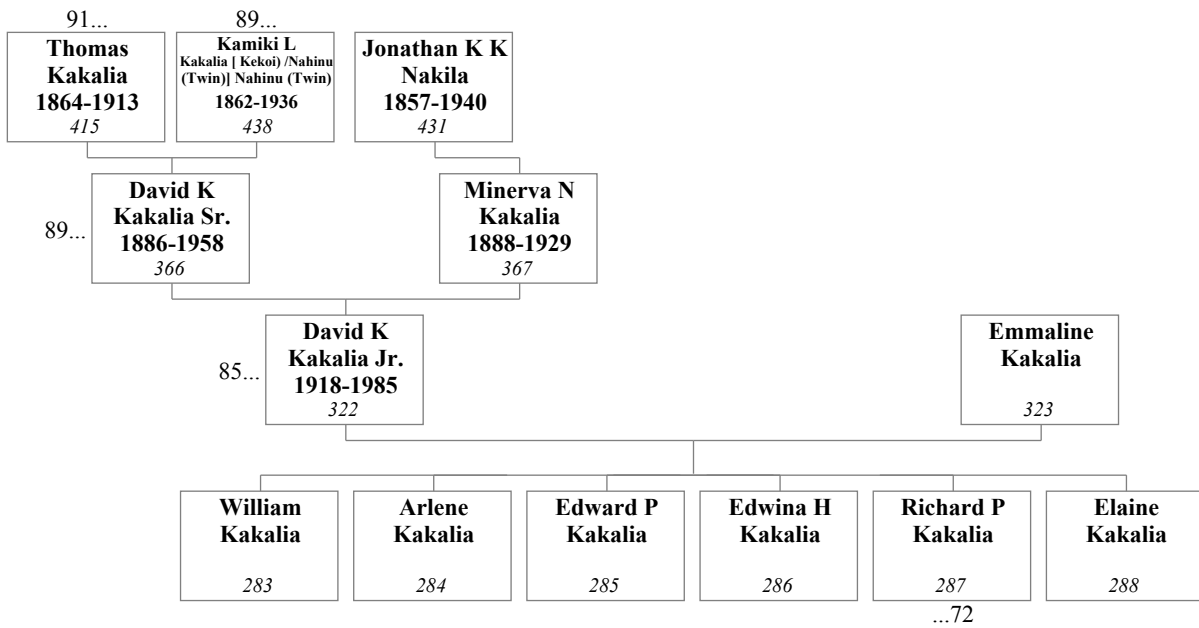 91...
89...
Thomas
Kakalia
1864-1913
415
Kamiki L
Kakalia [ Kekoi) /Nahinu
(Twin)] Nahinu (Twin)
1862-1936
438
Jonathan K K
Nakila
1857-1940
431
89...
David K
Kakalia Sr.
1886-1958
366
Minerva N
Kakalia
1888-1929
367
85...
David K
Kakalia Jr.
1918-1985
322
Emmaline
Kakalia
323
William
Kakalia
283
Arlene
Kakalia
284
Edward P
Kakalia
285
Edwina H
Kakalia
286
Richard P
Kakalia
287
Elaine
Kakalia
288
...72